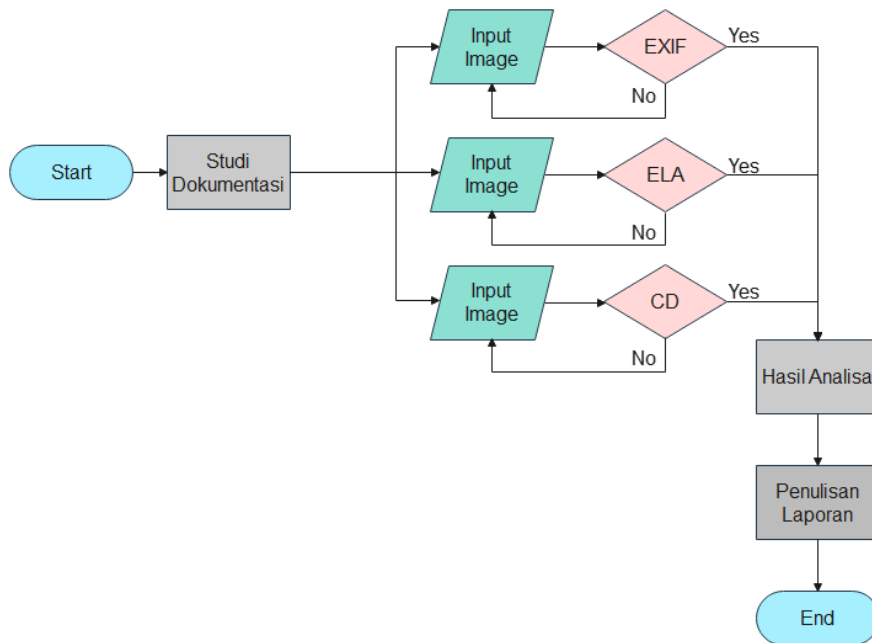 Input
Image
EXIF
Yes
No
Start
Studi
Dokumentasi
Input
Image
ELA
Yes
No
Input
Image
CD
Yes
No
Hasil Analisa
Penulisan
Laporan
End